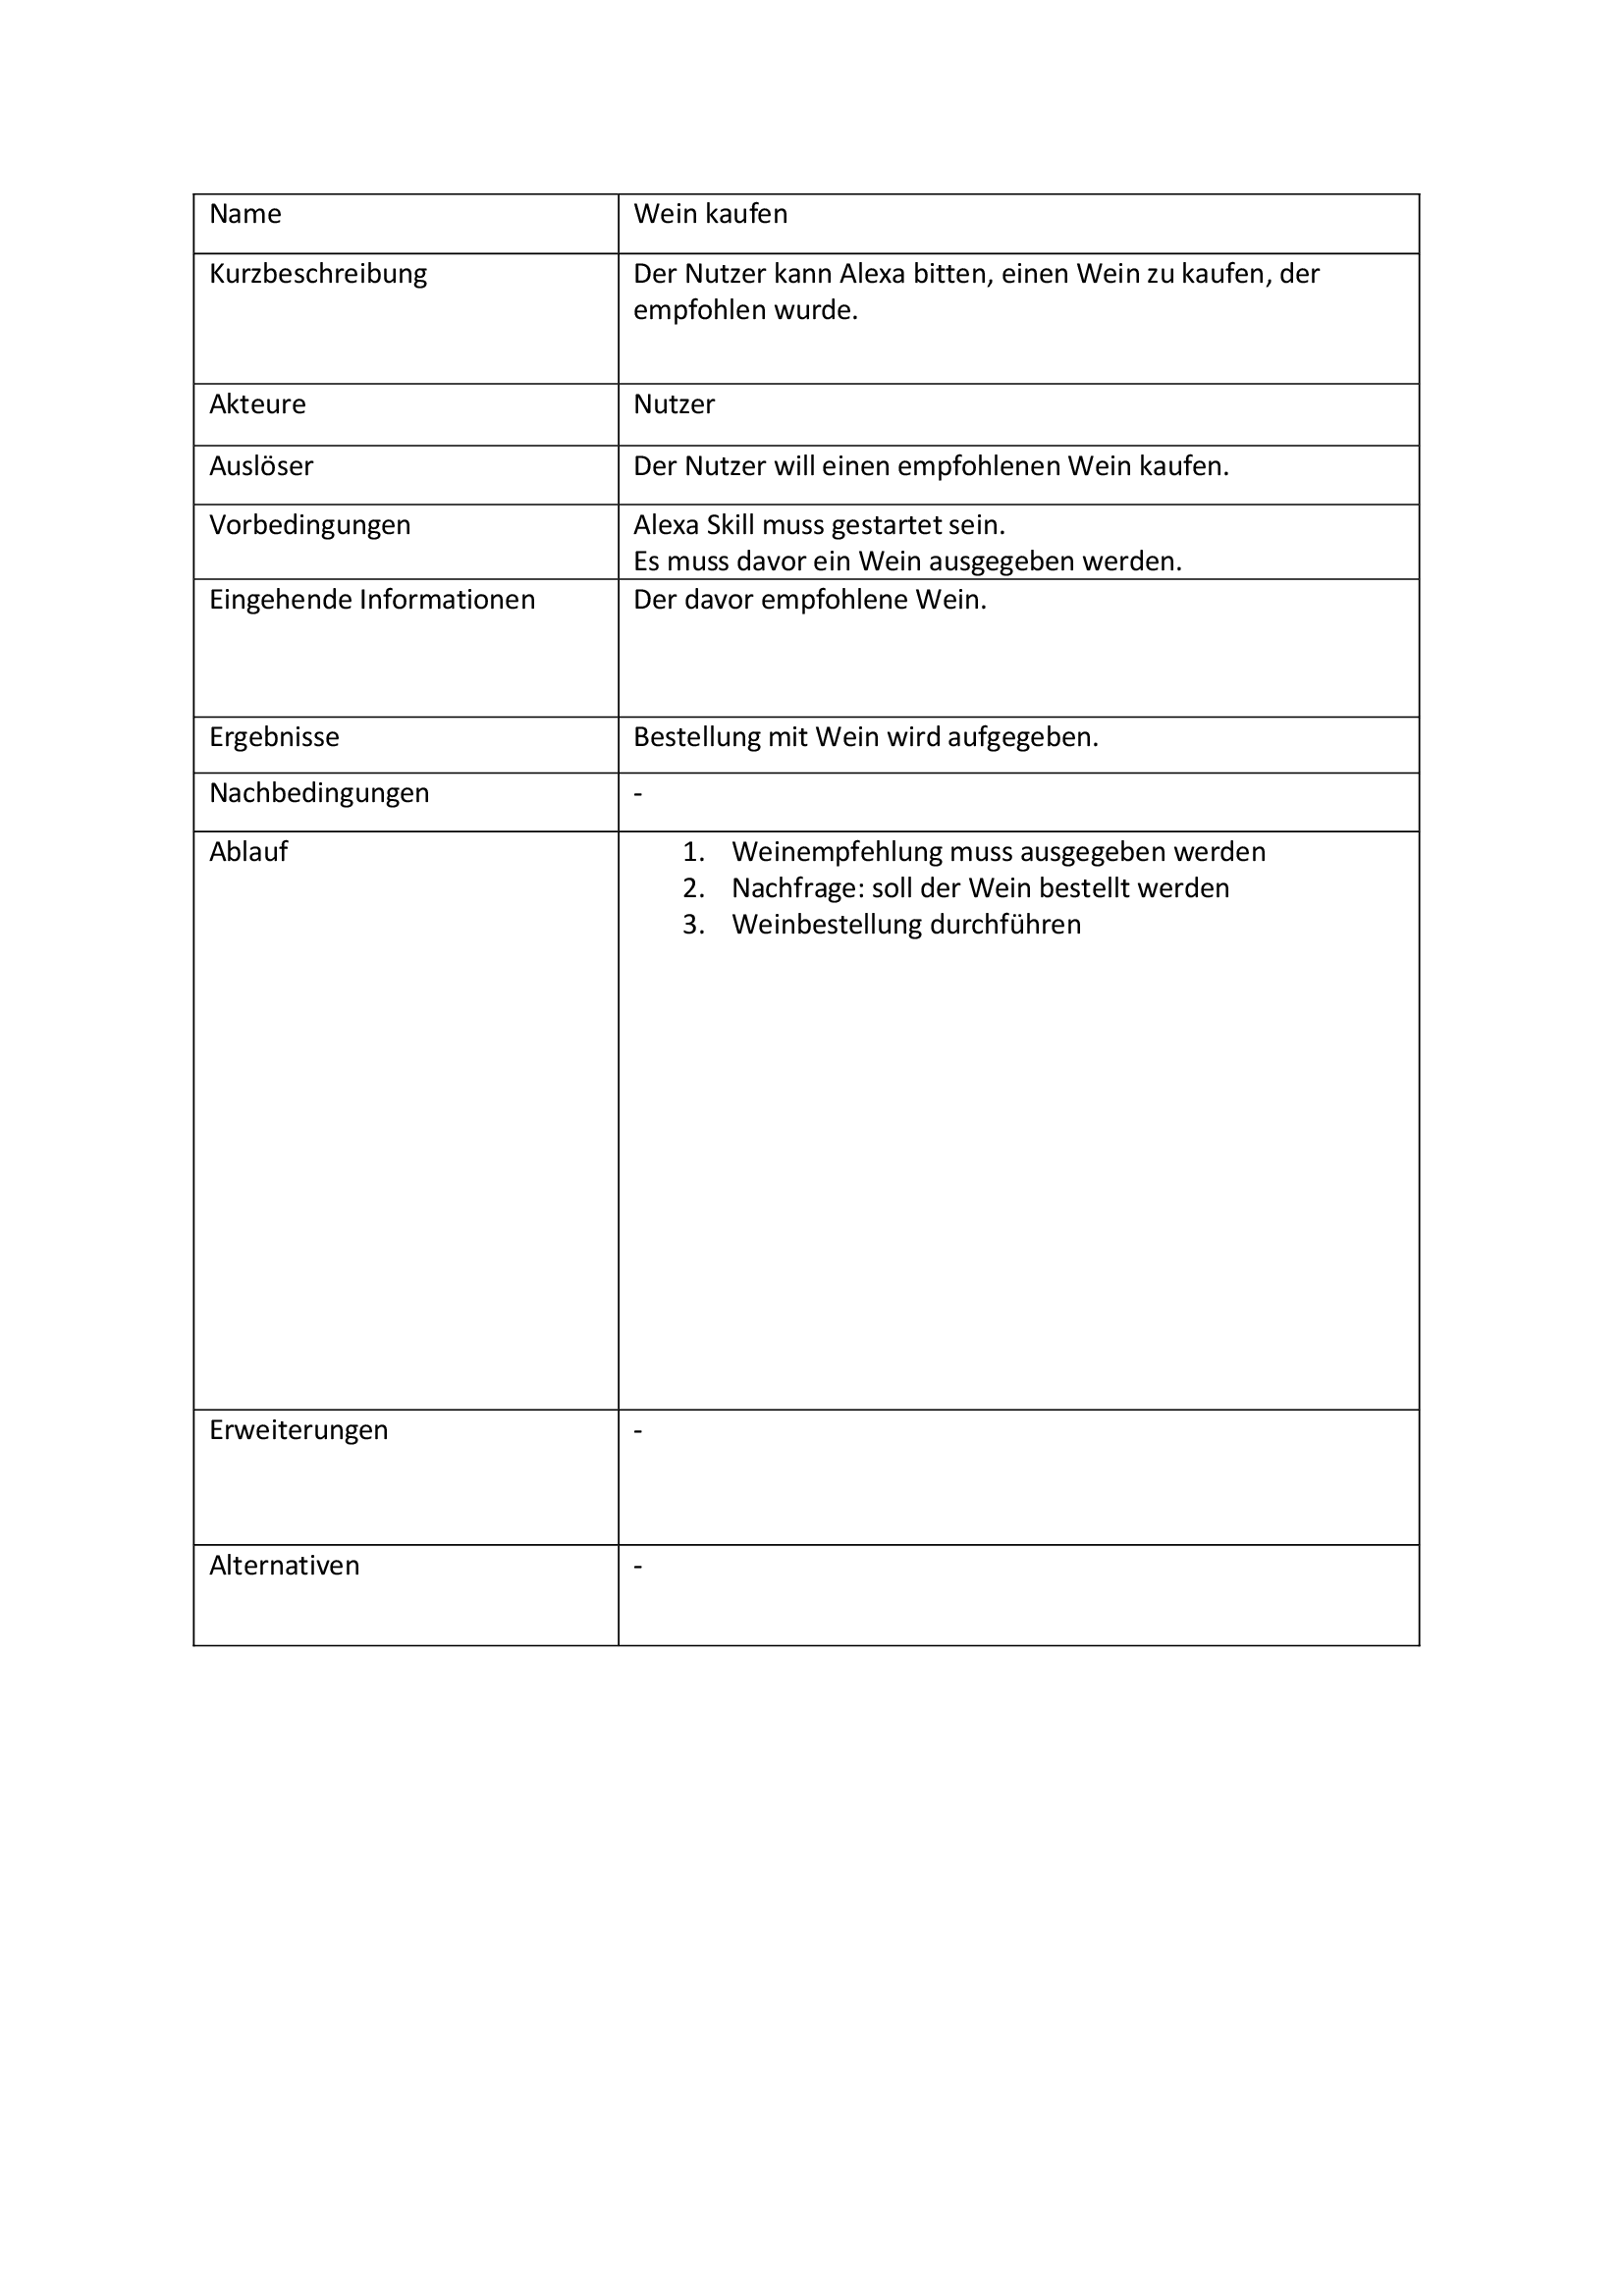 Name
Wein kaufen
Kurzbeschreibung
Der Nutzer kann Alexa bitten, einen Wein zu kaufen, der
empfohlen wurde.
Akteure
Nutzer
Auslöser
Der Nutzer will einen empfohlenen Wein kaufen.
Vorbedingungen
Alexa Skill muss gestartet sein.
Es muss davor ein Wein ausgegeben werden.
Eingehende Informationen
Der davor empfohlene Wein.
Ergebnisse
Bestellung mit Wein wird aufgegeben.
Nachbedingungen
-
Ablauf
1. Weinempfehlung muss ausgegeben werden
2. Nachfrage: soll der Wein bestellt werden
3. Weinbestellung durchführen
Erweiterungen
-
Alternativen
-